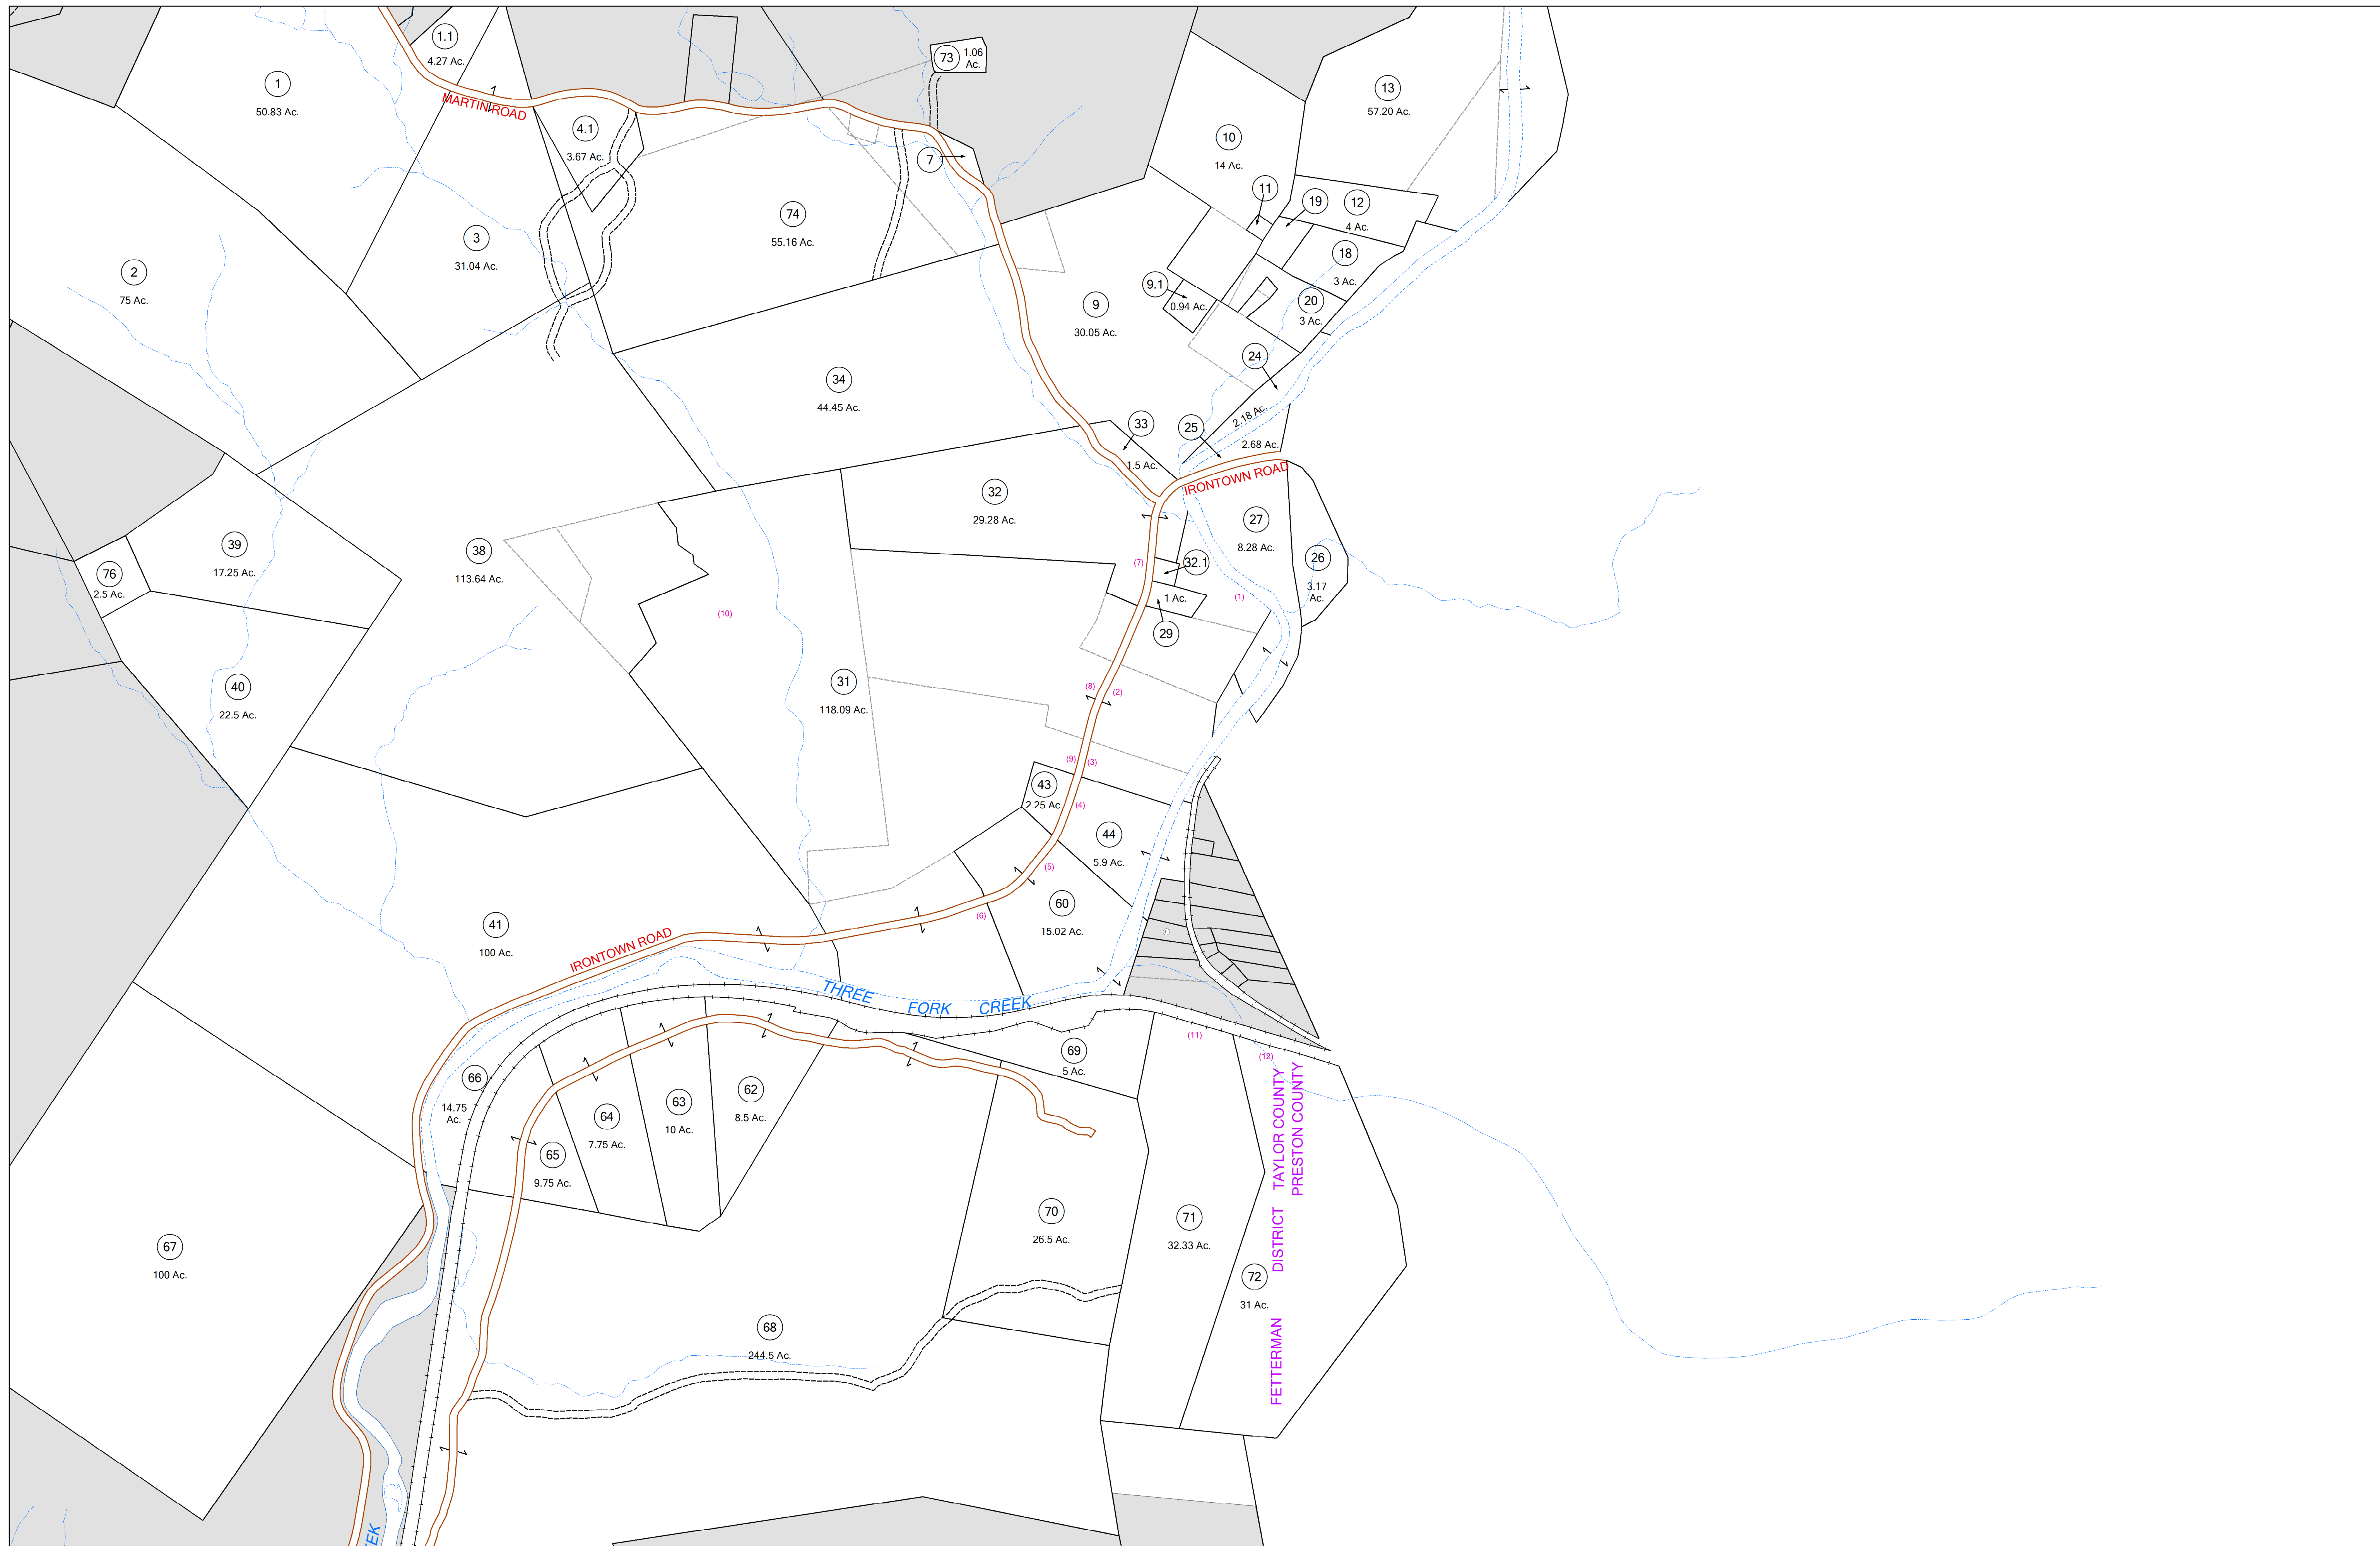 1.1
4.27 Ac.
73
1.06
Ac.
1
50.83 Ac.
MARTIN ROAD
13
57.20 Ac.
4.1
3.67 Ac.
10
14 Ac.
7
11
19
12
4 Ac.
74
55.16 Ac.
3
31.04 Ac.
18
3 Ac.
2
75 Ac.
9.1
0.94 Ac.
20
3 Ac.
9
30.05 Ac.
24
2.18 Ac.
34
44.45 Ac.
33
1.5 Ac.
25
2.68 Ac.
IRONTOWN ROAD
32
29.28 Ac.
27
8.28 Ac.
39
17.25 Ac.
38
113.64 Ac.
26
3.17
Ac.
76
2.5 Ac.
(7)
32.1
1 Ac.
(1)
(10)
29
40
22.5 Ac.
31
118.09 Ac.
(8)
(2)
(9)
(3)
43
2.25 Ac.
(4)
44
5.9 Ac.
(5)
60
15.02 Ac.
(6)
41
100 Ac.
IRONTOWN ROAD
THREE FORK CREEK
(11)
(12)
69
5 Ac.
66
14.75
Ac.
62
8.5 Ac.
63
10 Ac.
64
7.75 Ac.
65
9.75 Ac.
TAYLOR COUNTY
PRESTON COUNTY
FETTERMAN DISTRICT
70
26.5 Ac.
71
32.33 Ac.
67
100 Ac.
72
31 Ac.
68
244.5 Ac.
EEK